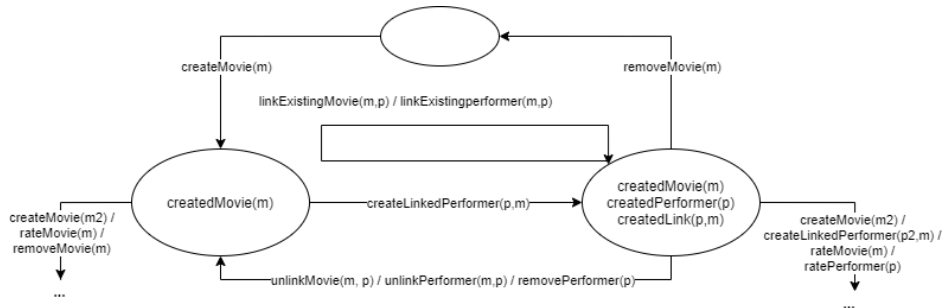 createMovie(m)
removeMovie(m)
linkExistingMovie(m,p) / linkExistingperformer(m,p)
createdMovie(m)
createLinkedPerformer(p,m)
createdMovie(m)
createdPerformer(p)
createdLink(p,m)
createMovie(m2) /
rateMovie(m) /
removeMovie(m)
...
createMovie(m2) /
createLinkedPerformer(p2,m) /
rateMovie(m) /
ratePerformer(p)
...
unlinkMovie(m, p) / unlinkPerformer(m,p) / removePerformer(p)